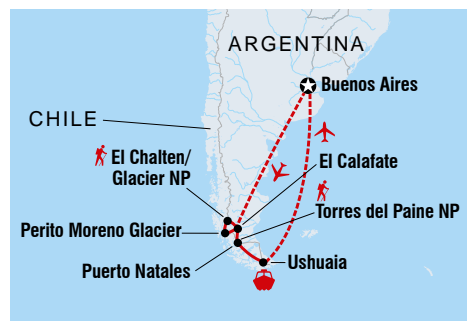 ARGENTINA
Buenos Aires
CHILE
El Chalten/
Glacier NP
El Calafate
Torres del Paine NP
Perito Moreno Glacier
Puerto Natales
Ushuaia